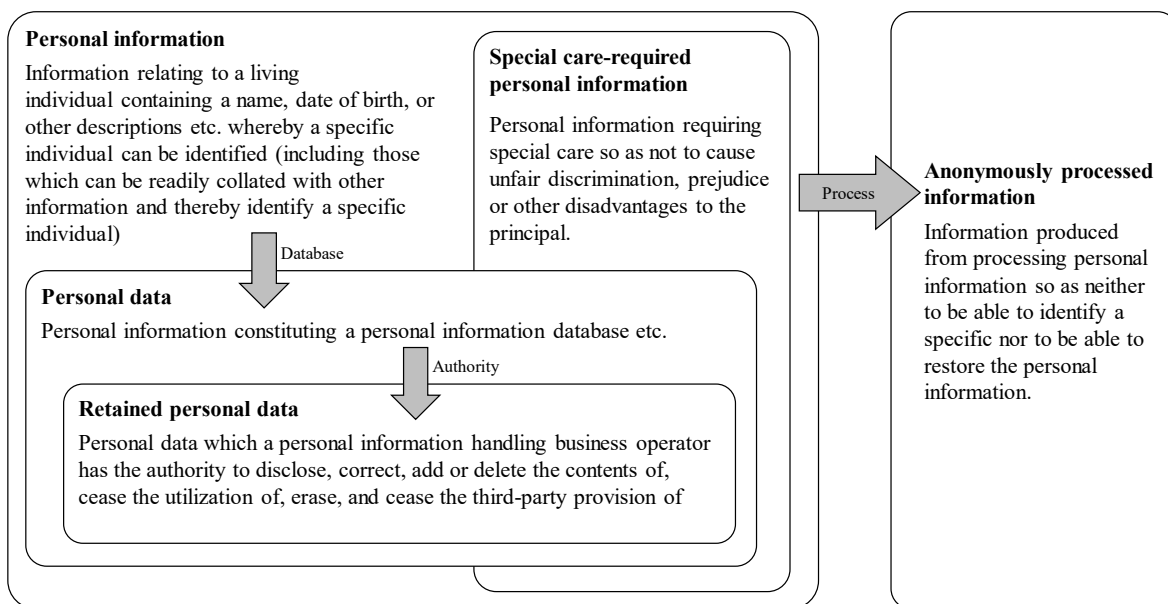 Personal information
Information relating to a living
individual containing a name, date of birth, or
other descriptions etc. whereby a specific
individual can be identified (including those
which can be readily collated with other
information and thereby identify a specific
individual)
Special care-required
personal information
Personal information requiring
special care so as not to cause
unfair discrimination, prejudice
or other disadvantages to the
principal.
Process
Anonymously processed
information
Information produced
from processing personal
information so as neither
to be able to identify a
specific nor to be able to
restore the personal
information.
Database
Personal data
Personal information constituting a personal information database etc.
Authority
Retained personal data
Personal data which a personal information handling business operator
has the authority to disclose, correct, add or delete the contents of,
cease the utilization of, erase, and cease the third-party provision of